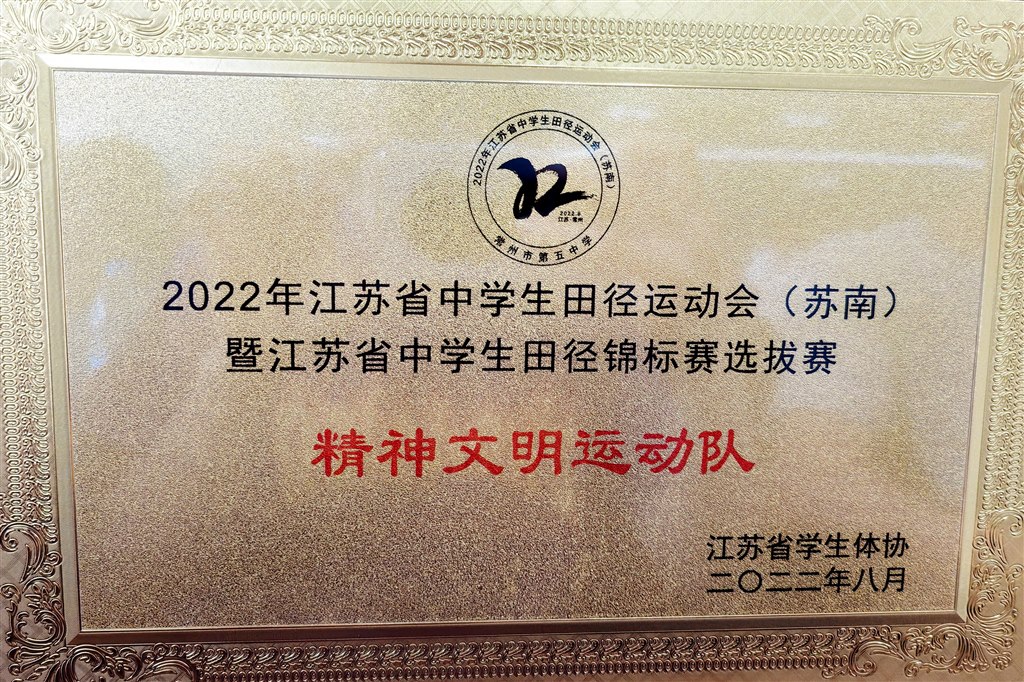 2022年江苏省中学生田径运动会(苏南)
2022.8
江苏·常州
常州市第五中学
2022年江苏省中学生田径运动会（苏南）
暨江苏省中学生田径锦标赛选拔赛
精神文明运动队
江苏省学生体协
二〇二二年八月